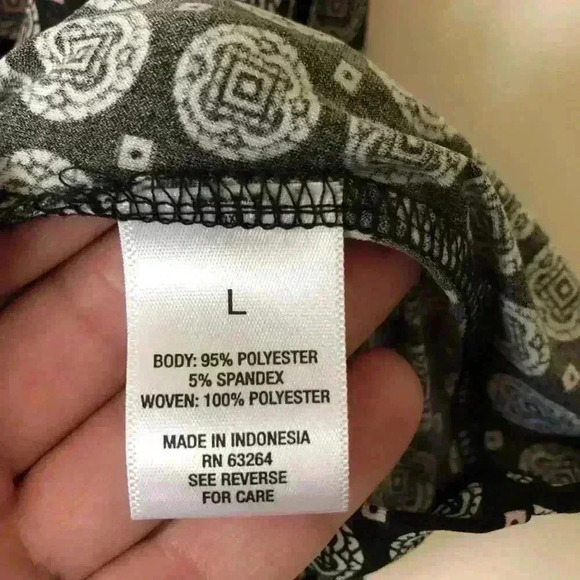 L
BODY: 95% POLYESTER
5% SPANDEX
WOVEN: 100% POLYESTER
MADE IN INDONESIA
RN 63264
SEE REVERSE
FOR CARE